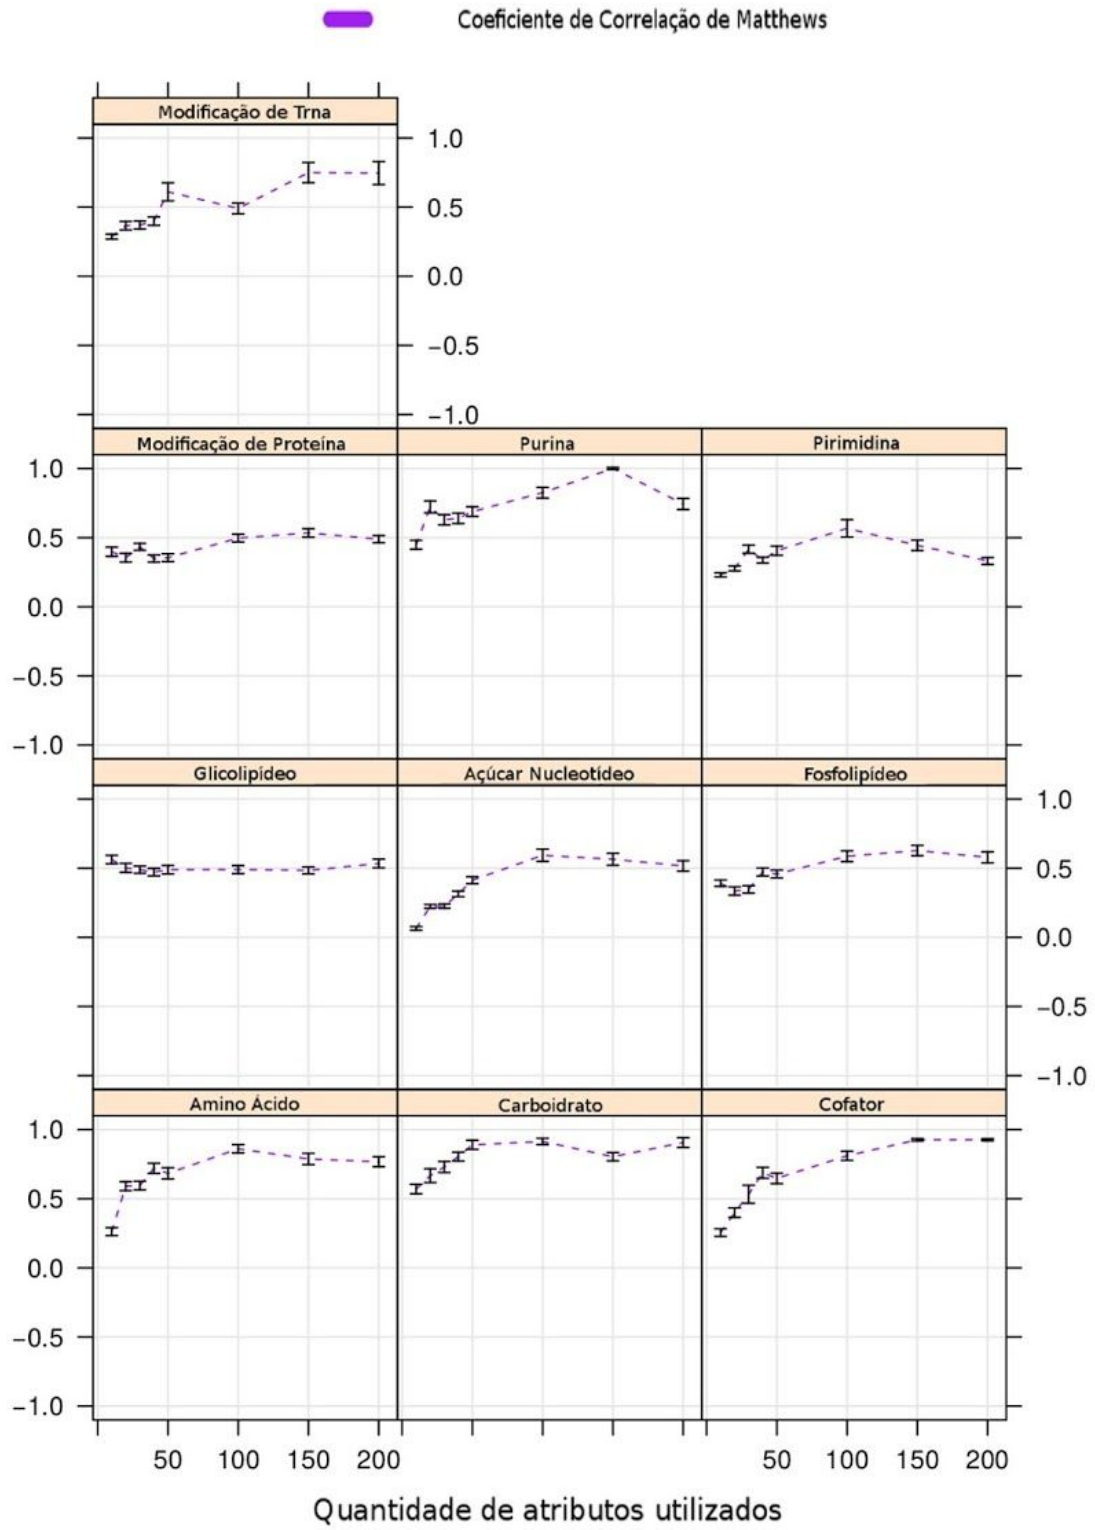 Coeficiente de Correlação de Matthews
Modificação de Trna
1.0
0.5
0.0
−0.5
−1.0
Modificação de Proteína Purina Pirimidina
1.0
0.5
0.0
−0.5
−1.0
Glicolipídeo Açúcar Nucleotídeo Fosfolipídeo
1.0
0.5
0.0
−0.5
−1.0
Amino Ácido Carboidrato Cofator
1.0
0.5
0.0
−0.5
−1.0
50 100 150 200 50 100 150 200
Quantidade de atributos utilizados